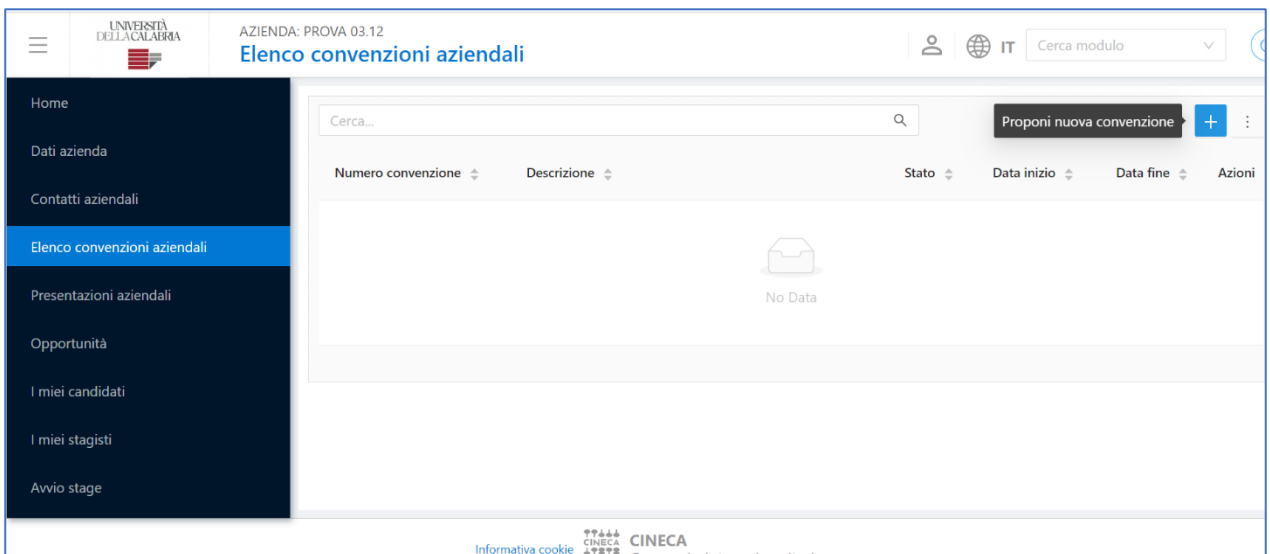 UNIVERSITÀ
DELLA CALABRIA
AZIENDA: PROVA 03.12
Elenco convenzioni aziendali
IT
Cerca modulo
Home
Dati azienda
Contatti aziendali
Elenco convenzioni aziendali
Presentazioni aziendali
Opportunità
I miei candidati
I miei stagisti
Avvio stage
Cerca...
Proponi nuova convenzione
Numero convenzione Descrizione Stato Data inizio Data fine Azioni
No Data
Informativa cookie CINECA CINECA